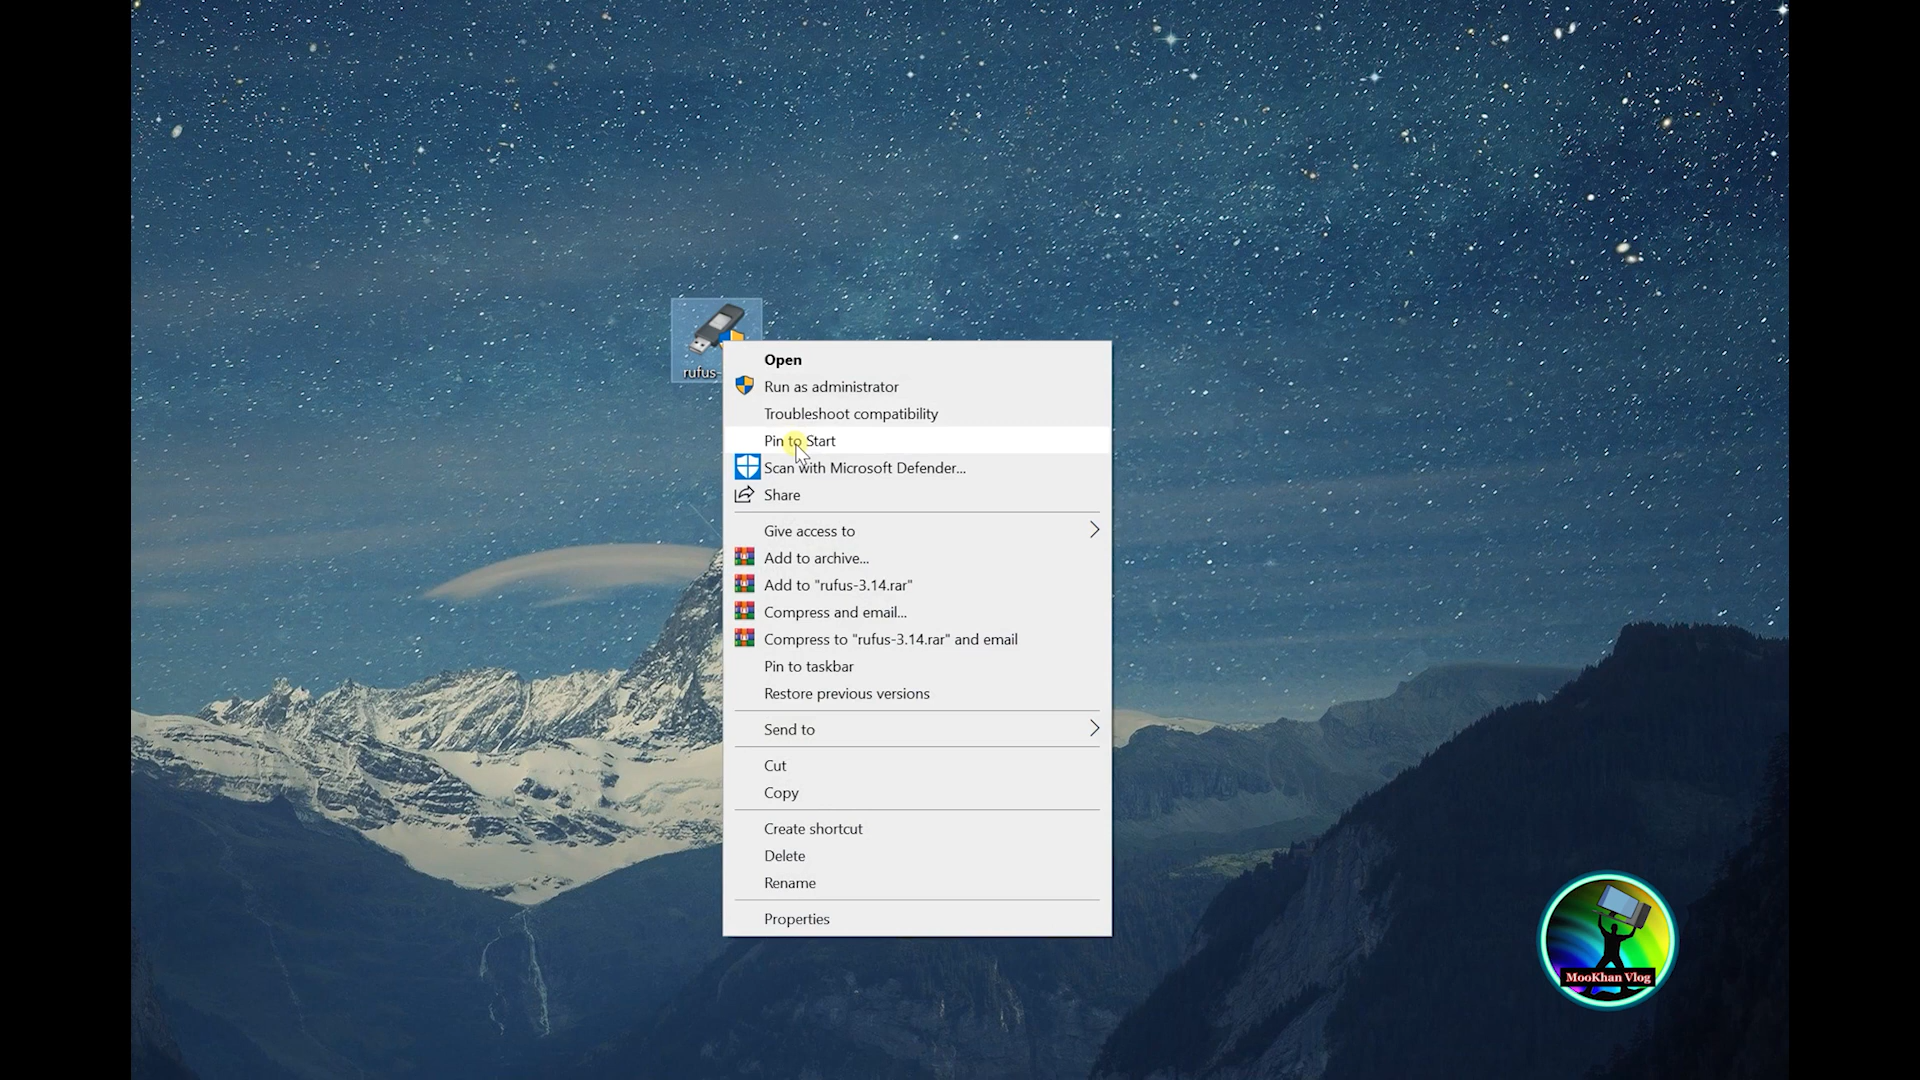 rufus-
Open
Run as administrator
Troubleshoot compatibility
Pin to Start
Scan with Microsoft Defender...
Share
Give access to
Add to archive...
Add to "rufus-3.14.rar"
Compress and email...
Compress to "rufus-3.14.rar" and email
Pin to taskbar
Restore previous versions
Send to
Cut
Copy
Create shortcut
Delete
Rename
Properties
MooKhan Vlog